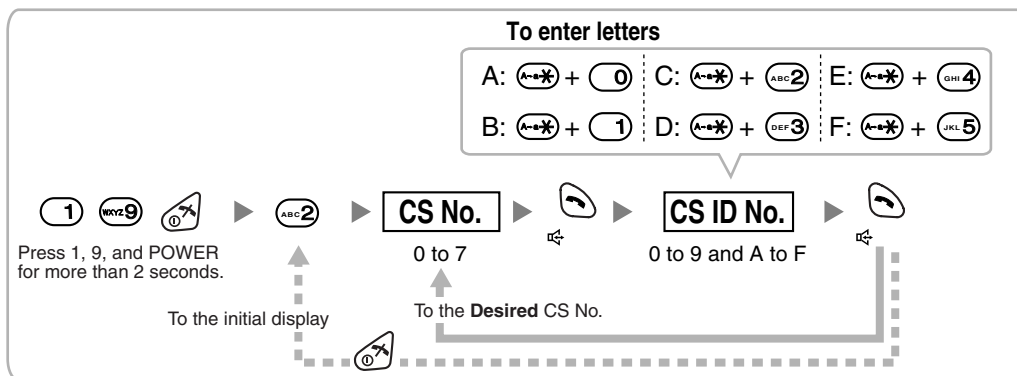 To enter letters
A: A→a✱ + 0 C: A→a✱ + ABC2 E: A→a✱ + GHI4
B: A→a✱ + 1 D: A→a✱ + DEF3 F: A→a✱ + JKL5
1 WXYZ9 ABC2 CS No. CS ID No.
Press 1, 9, and POWER
for more than 2 seconds.
0 to 7
0 to 9 and A to F
To the initial display
To the Desired CS No.